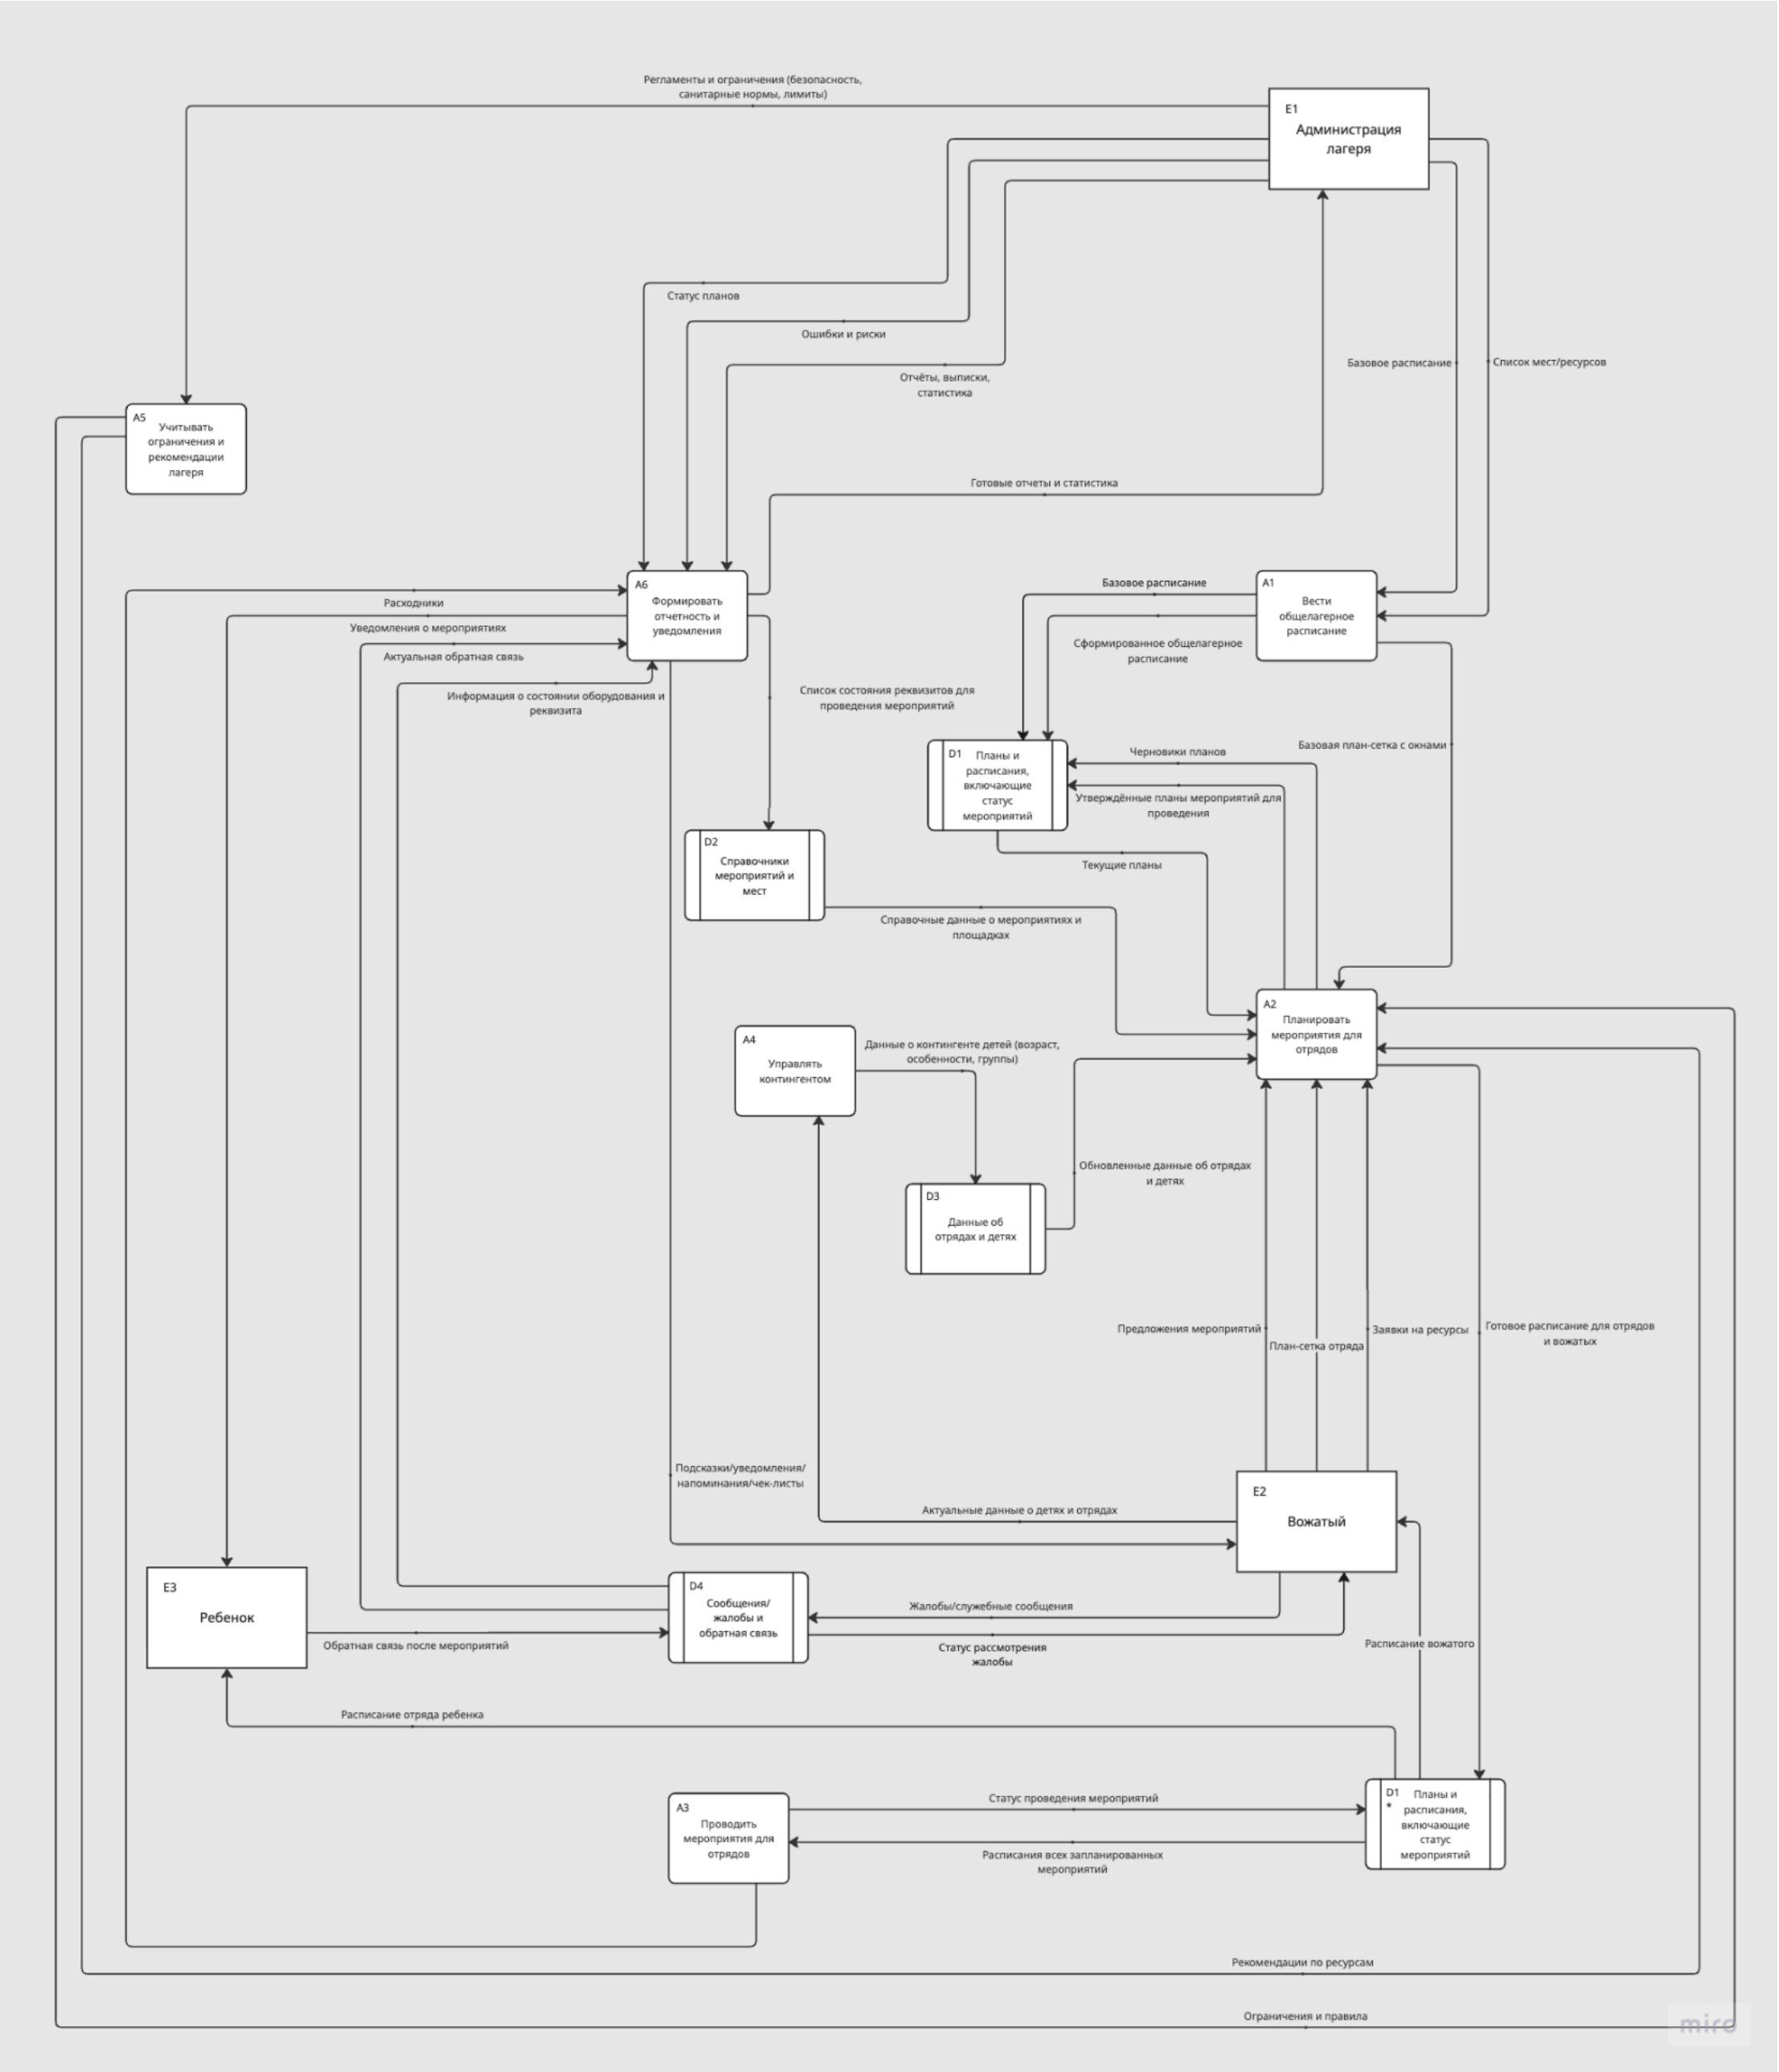 Регламенты и ограничения (безопасность,
санитарные нормы, лимиты)
E1
Администрация
лагеря
Статус планов
Ошибки и риски
Отчёты, выписки,
статистика
Базовое расписание
Список мест/ресурсов
A5
Учитывать
ограничения и
рекомендации
лагеря
Готовые отчеты и статистика
A6
Формировать
отчетность и
уведомления
Расходники
Уведомления о мероприятиях
Актуальная обратная связь
Информация о состоянии оборудования и
реквизита
Базовое расписание
A1
Вести
общелагерное
расписание
Сформированное общелагерное
расписание
Список состояния реквизитов для
проведения мероприятий
D1
Планы и
расписания,
включающие
статус
мероприятий
Черновики планов
Базовая план-сетка с окнами
Утверждённые планы мероприятий для
проведения
Текущие планы
D2
Справочники
мероприятий и
мест
Справочные данные о мероприятиях и
площадках
A2
Планировать
мероприятия для
отрядов
A4
Управлять
контингентом
Данные о контингенте детей (возраст,
особенности, группы)
Обновленные данные об отрядах
и детях
D3
Данные об
отрядах и детях
Предложения мероприятий
План-сетка отряда
Заявки на ресурсы
Готовое расписание для отрядов
и вожатых
Подсказки/уведомления/
напоминания/чек-листы
Актуальные данные о детях и отрядах
E2
Вожатый
E3
Ребенок
D4
Сообщения/
жалобы и
обратная связь
Жалобы/служебные сообщения
Обратная связь после мероприятий
Статус рассмотрения
жалобы
Расписание вожатого
Расписание отряда ребенка
A3
Проводить
мероприятия для
отрядов
Статус проведения мероприятий
Расписания всех запланированных
мероприятий
D1
*
Планы и
расписания,
включающие
статус
мероприятий
Рекомендации по ресурсам
Ограничения и правила
miro